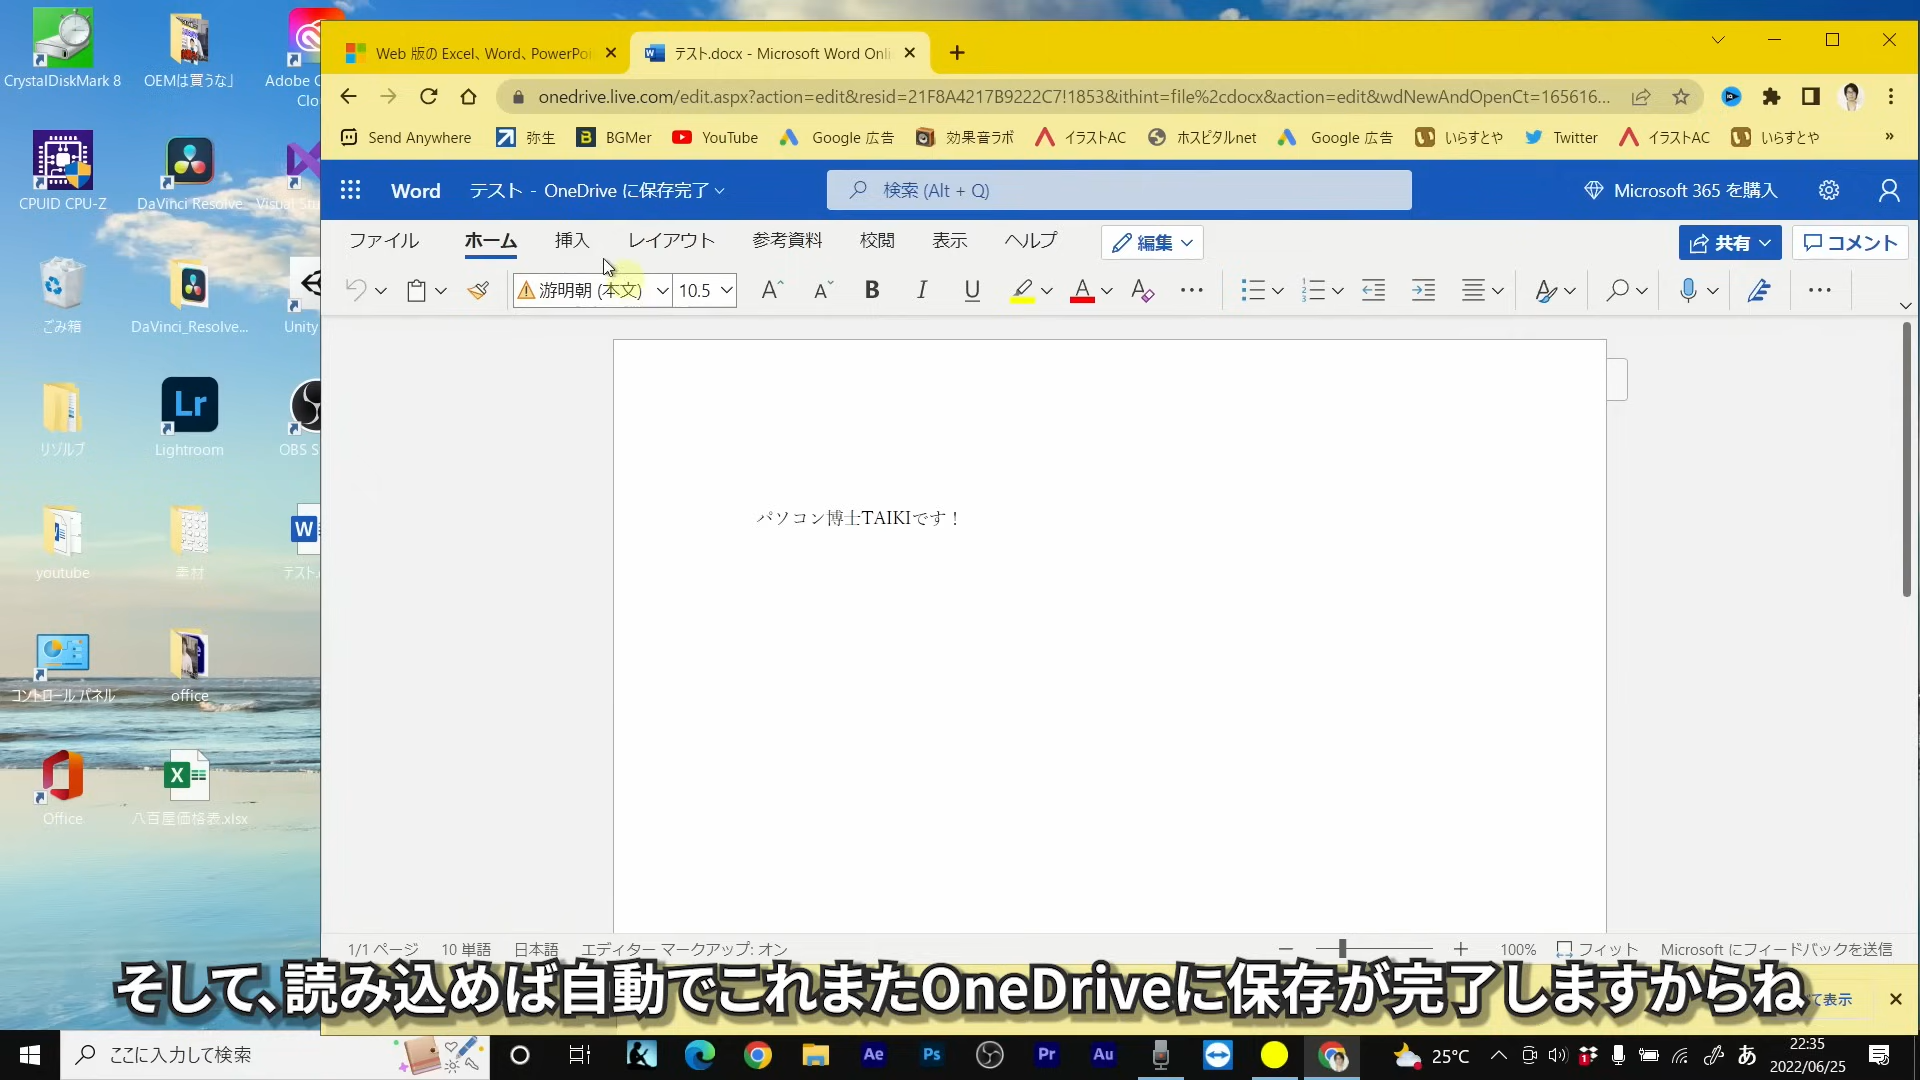 CrystalDiskMark 8
OEMは買うな」
Adobe C
Clo
CPUID CPU-Z
DaVinci Resolve
Visual Stu
ごみ箱
DaVinci_Resolve...
Unity
リゾルブ
Lightroom
OBS S
youtube
素材
テスト.
コントロール パネル
office
Office
八百屋価格表.xlsx
Web 版の Excel、Word、PowerPoi
テスト.docx - Microsoft Word Onli
onedrive.live.com/edit.aspx?action=edit&resid=21F8A4217B9222C7!1853&ithint=file%2cdocx&action=edit&wdNewAndOpenCt=165616...
Send Anywhere 弥生 BGMer YouTube Google 広告 効果音ラボ イラストAC ホスピタルnet Google 広告 いらすとや Twitter イラストAC いらすとや »
Word テスト - OneDrive に保存完了 検索 (Alt + Q) Microsoft 365 を購入
ファイル ホーム 挿入 レイアウト 参考資料 校閲 表示 ヘルプ 編集 共有 コメント
游明朝 (本文) 10.5 A A B I U A A
パソコン博士TAIKIです！
1/1 ページ 10 単語 日本語 エディター マークアップ: オン 100% フィット Microsoft にフィードバックを送信
そして、読み込めば自動でこれまたOneDriveに保存が完了しますからね
て表示
ここに入力して検索 Ae Ps Pr Au 25°C あ 22:35
2022/06/25